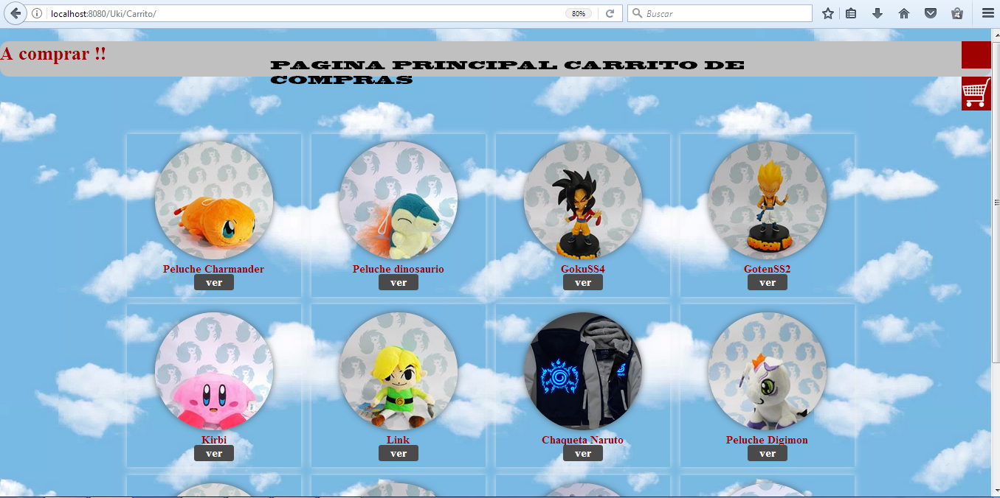 localhost:8080/Uki/Carrito/
80%
Buscar
A comprar !!
PAGINA PRINCIPAL CARRITO DE
COMPRAS
Peluche Charmander
Peluche dinosaurio
GokuSS4
GotenSS2
ver
ver
ver
ver
Kirbi
Link
Chaqueta Naruto
Peluche Digimon
ver
ver
ver
ver